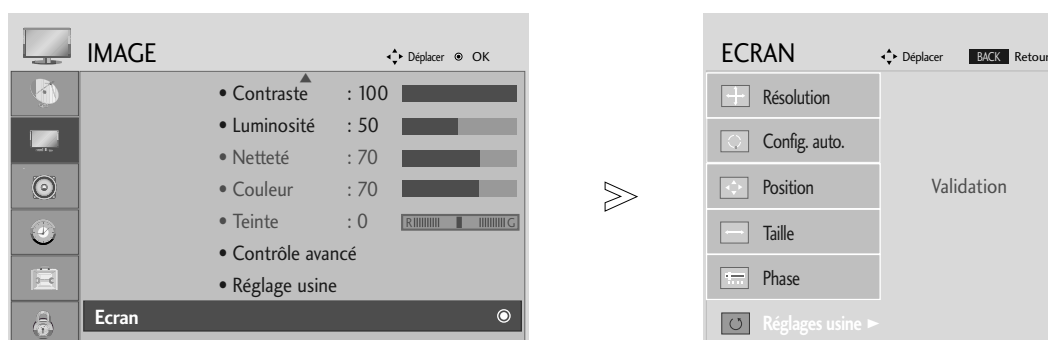 IMAGE Déplacer OK
• Contraste : 100
• Luminosité : 50
• Netteté : 70
• Couleur : 70
• Teinte : 0 R G
• Contrôle avancé
• Réglage usine
Ecran
ECRAN Déplacer BACK Retour
Résolution
Config. auto.
Position
Validation
Taille
Phase
Réglages usine ►